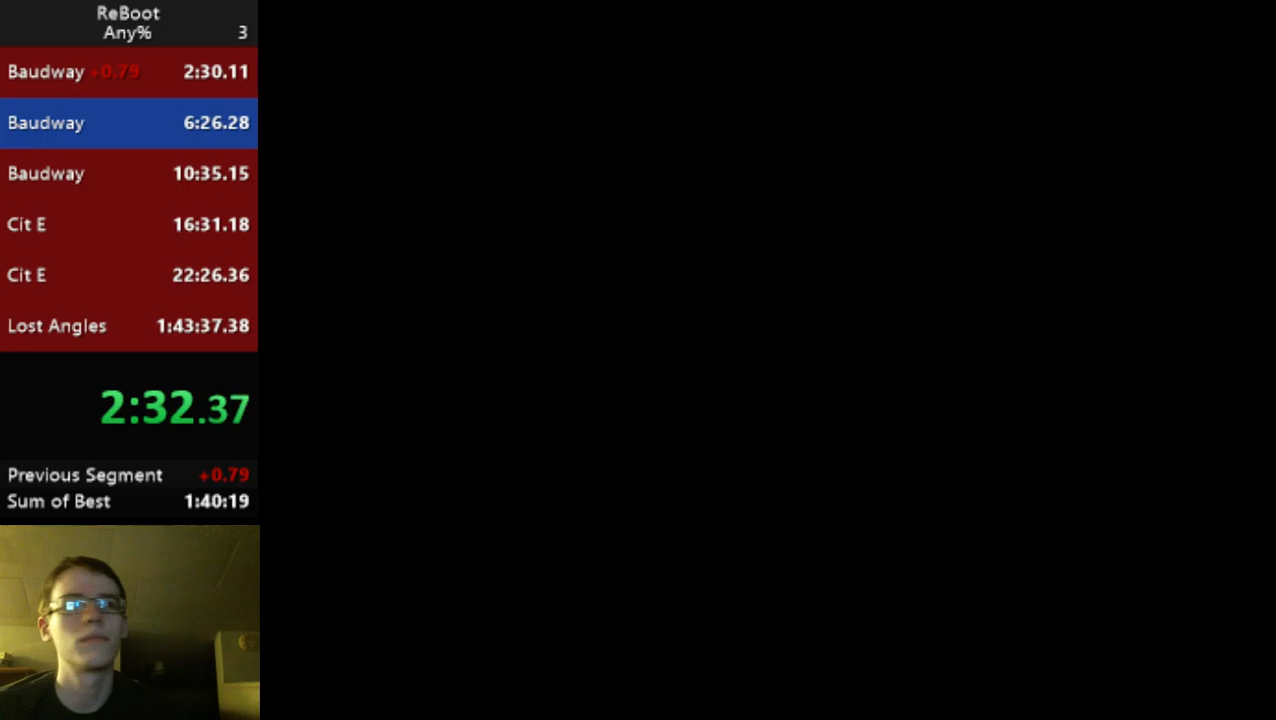 ReBoot
Any% 3
Baudway +0.79 2:30.11
Baudway 6:26.28
Baudway 10:35.15
Cit E 16:31.18
Cit E 22:26.36
Lost Angles 1:43:37.38
2:32.37
Previous Segment +0.79
Sum of Best 1:40:19